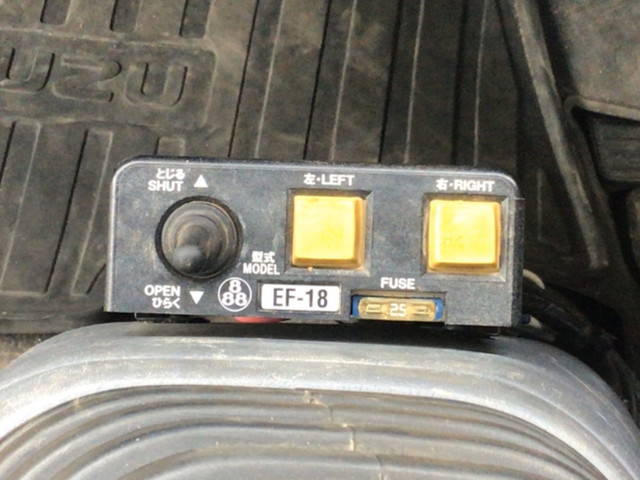 UZU
とじる
SHUT ▲
左・LEFT
右・RIGHT
型式
MODEL
OPEN ▼
ひらく
8
88
EF-18
FUSE
25